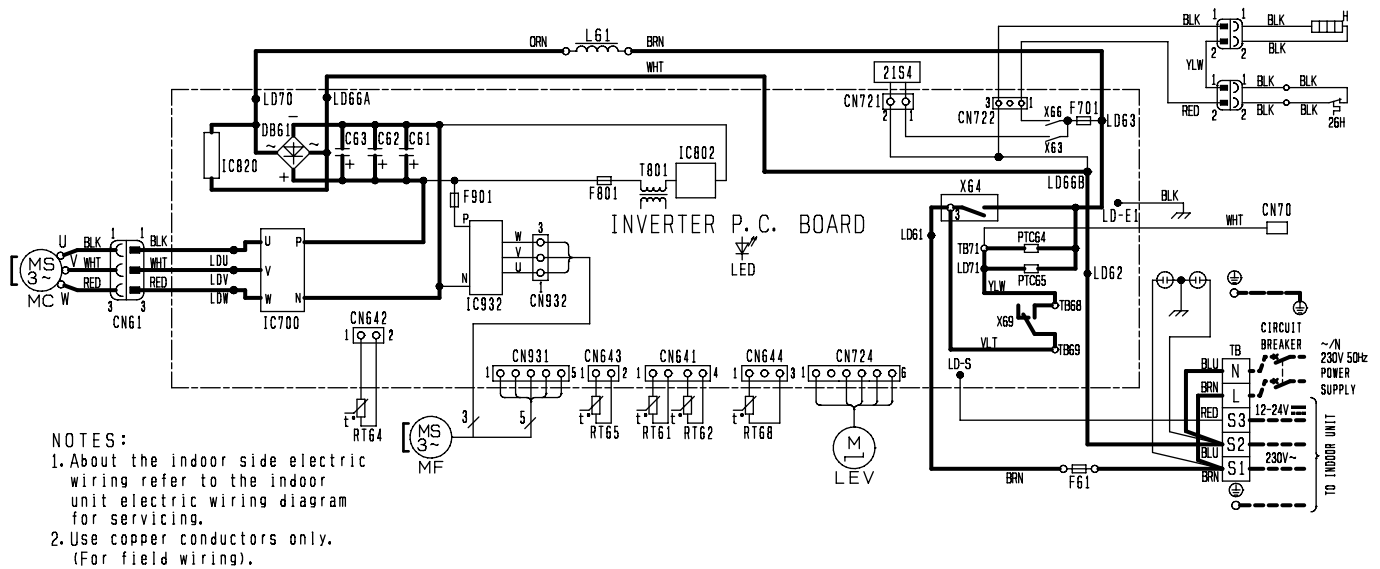 ORN L61 BRN
WHT
BLK 1 1 BLK H
2 2 BLK
YLW
1 1 BLK BLK
RED 2 2 BLK BLK
26H
21S4
CN721
2 1
3 1
CN722
X66 F701
X63
LD63
LD70 LD66A
DB61 − ~ ~ +
IC820
C63 C62 C61
+ + +
T801 IC802
F801
F901
LD66B
INVERTER P.C. BOARD
LED
X64
3
LD-E1 BLK
WHT CN70
LD61
TB71 PTC64
LD71 PTC65
LD62
YLW
TB68
X69
VLT TB69
LD-S
U BLK 1 1 BLK
V WHT WHT
W RED 3 3 RED
MS
3~
MC
CN61
LDU
LDV
LDW
U P
V
W N
IC700
P
N
IC932
W 3
V
U 1
CN932
CN642
1 2
t°
RT64
CN931
1 5
3 5
MS
3~
MF
CN643
1 2
t°
RT65
CN641
1 4
t° t°
RT61 RT62
CN644
1 3
t°
RT68
CN724
1 6
M
LEV
CIRCUIT
BREAKER
~/N
230V 50Hz
POWER
SUPPLY
TB
BLU N
BRN L
RED S3 12-24V
S2
BLU 230V~
S1
BRN
BRN F61
TO INDOOR UNIT
NOTES:
1. About the indoor side electric
wiring refer to the indoor
unit electric wiring diagram
for servicing.
2. Use copper conductors only.
(For field wiring).